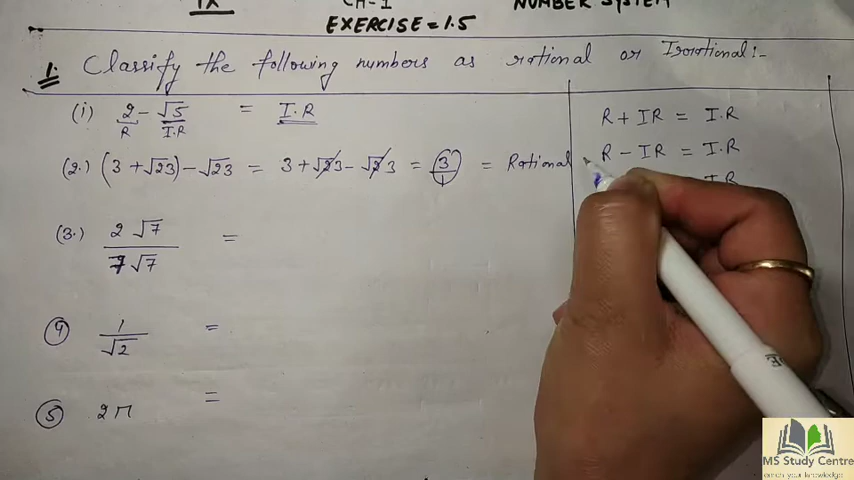 IX CH-I NUMBER SYSTEM
EXERCISE = 1.5
1. Classify the following numbers as rational or Irrational:-
(i) 2 - √5 = I.R
R I.R
R + IR = I.R
(2.) (3 + √23) - √23 = 3 + √23 - √23 = 3/1 = Rational
R - IR = I.R
I.R
(3.) 2√7 / 7√7 =
④ 1/√2 =
⑤ 2π =
MS Study Centre